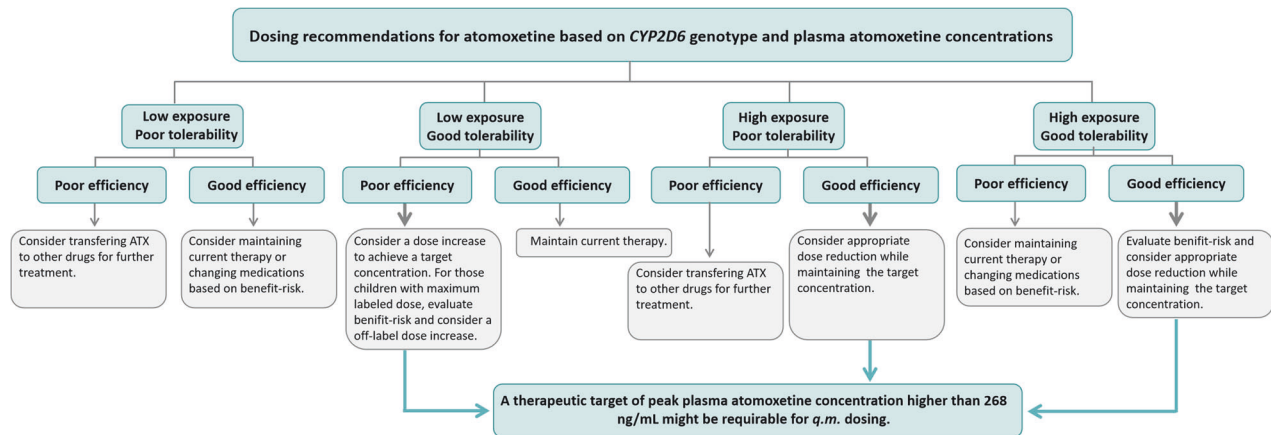 Dosing recommendations for atomoxetine based on CYP2D6 genotype and plasma atomoxetine concentrations
Low exposure
Poor tolerability
Low exposure
Good tolerability
High exposure
Poor tolerability
High exposure
Good tolerability
Poor efficiency
Good efficiency
Poor efficiency
Good efficiency
Poor efficiency
Good efficiency
Poor efficiency
Good efficiency
Consider transfering ATX
to other drugs for further
treatment.
Consider maintaining
current therapy or
changing medications
based on benefit-risk.
Consider a dose increase
to achieve a target
concentration. For those
children with maximum
labeled dose, evaluate
benifit-risk and consider a
off-label dose increase.
Maintain current therapy.
Consider transfering ATX
to other drugs for further
treatment.
Consider appropriate
dose reduction while
maintaining the target
concentration.
Consider maintaining
current therapy or
changing medications
based on benefit-risk.
Evaluate benifit-risk and
consider appropriate
dose reduction while
maintaining the target
concentration.
A therapeutic target of peak plasma atomoxetine concentration higher than 268
ng/mL might be requirable for q.m. dosing.